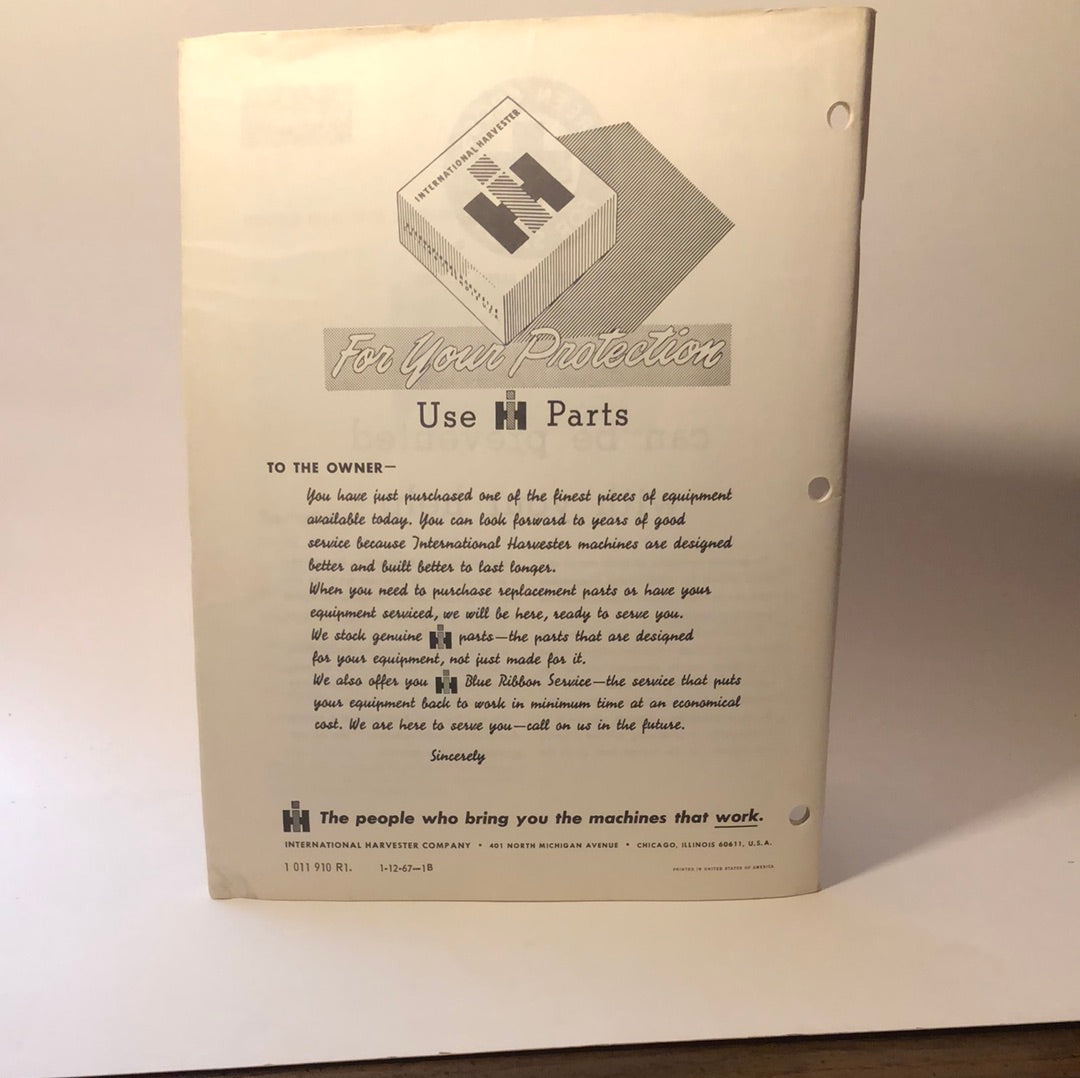 INTERNATIONAL HARVESTER
IH
For Your Protection
Use IH Parts
TO THE OWNER—
You have just purchased one of the finest pieces of equipment
available today. You can look forward to years of good
service because International Harvester machines are designed
better and built better to last longer.
When you need to purchase replacement parts or have your
equipment serviced, we will be here, ready to serve you.
We stock genuine IH parts—the parts that are designed
for your equipment, not just made for it.
We also offer you IH Blue Ribbon Service—the service that puts
your equipment back to work in minimum time at an economical
cost. We are here to serve you—call on us in the future.
Sincerely
IH The people who bring you the machines that work.
INTERNATIONAL HARVESTER COMPANY • 401 NORTH MICHIGAN AVENUE • CHICAGO, ILLINOIS 60611, U.S.A.
1 011 910 R1. 1-12-67—1B
PRINTED IN UNITED STATES OF AMERICA